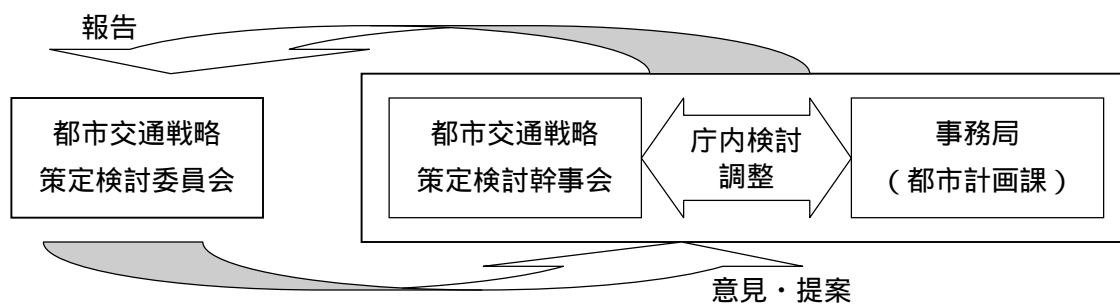 報告
都市交通戦略
策定検討委員会
都市交通戦略
策定検討幹事会
庁内検討
調整
事務局
(都市計画課)
意見・提案